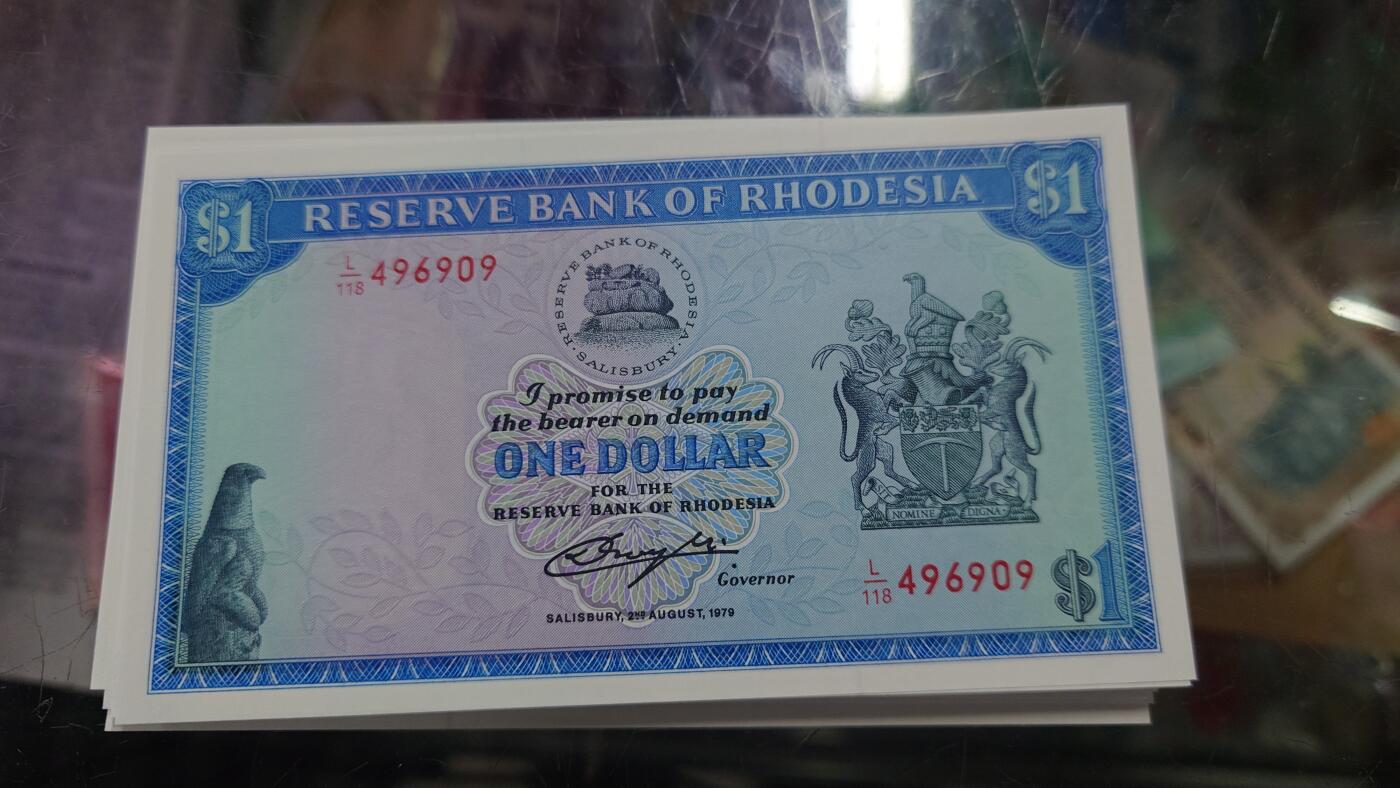 $1
RESERVE BANK OF RHODESIA
$1
L/118 496909
RESERVE BANK OF RHODESIA
· SALISBURY ·
I promise to pay
the bearer on demand
ONE DOLLAR
FOR THE
RESERVE BANK OF RHODESIA
NOMINE DIGNA
Governor
L/118 496909
$1
SALISBURY, 2ND AUGUST, 1979